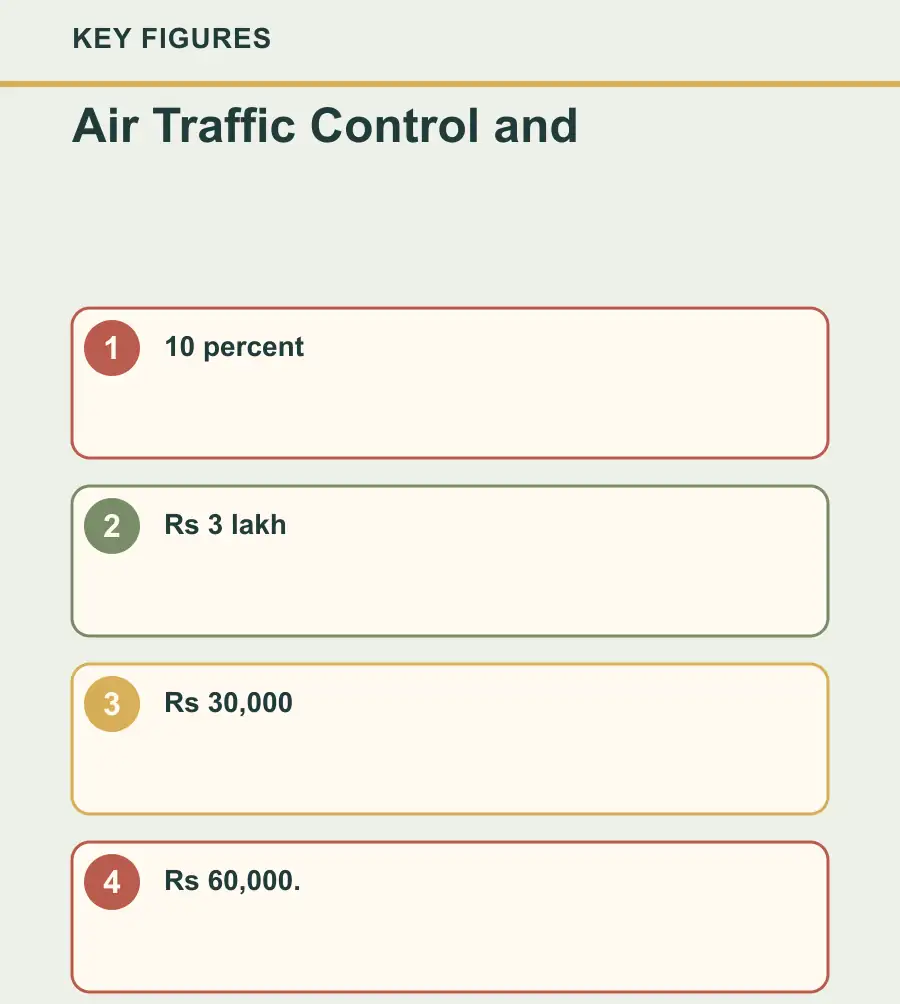 KEY FIGURES
Air Traffic Control and
1 10 percent
2 Rs 3 lakh
3 Rs 30,000
4 Rs 60,000.